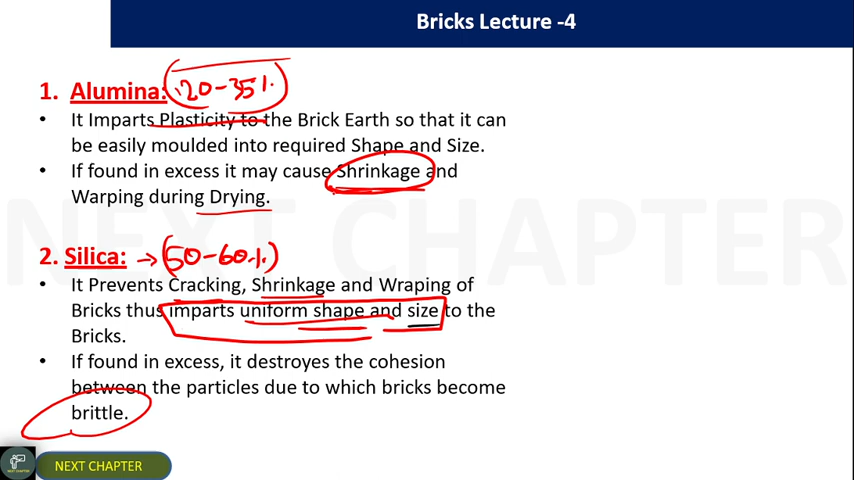 Bricks Lecture -4
1. Alumina: (20-35%.
• It Imparts Plasticity to the Brick Earth so that it can
be easily moulded into required Shape and Size.
• If found in excess it may cause Shrinkage and
Warping during Drying.
2. Silica: → (50-60%)
• It Prevents Cracking, Shrinkage and Wraping of
Bricks thus imparts uniform shape and size to the
Bricks.
• If found in excess, it destroyes the cohesion
between the particles due to which bricks become
brittle.
NEXT CHAPTER
NEXT CHAPTER
NEXT CHAPTER